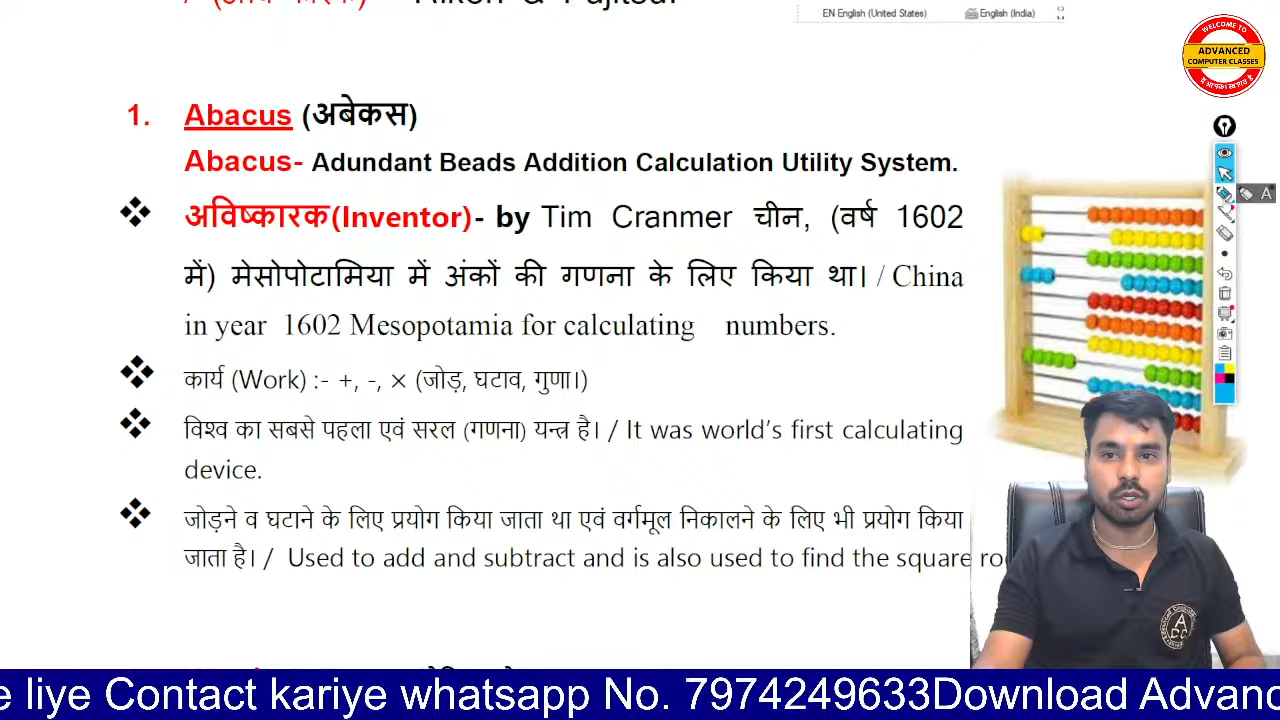 EN English (United States) English (India)
WELCOME TO
ADVANCED
COMPUTER CLASSES
1. Abacus (अबेकस)
Abacus- Adundant Beads Addition Calculation Utility System.
❖ अविष्कारक(Inventor)- by Tim Cranmer चीन, (वर्ष 1602
में) मेसोपोटामिया में अंकों की गणना के लिए किया था। / China
in year 1602 Mesopotamia for calculating numbers.
❖ कार्य (Work) :- +, -, × (जोड़, घटाव, गुणा।)
❖ विश्व का सबसे पहला एवं सरल (गणना) यन्त्र है। / It was world's first calculating
device.
❖ जोड़ने व घटाने के लिए प्रयोग किया जाता था एवं वर्गमूल निकालने के लिए भी प्रयोग किया
जाता है। / Used to add and subtract and is also used to find the square
e liye Contact kariye whatsapp No. 7974249633Download Advanc